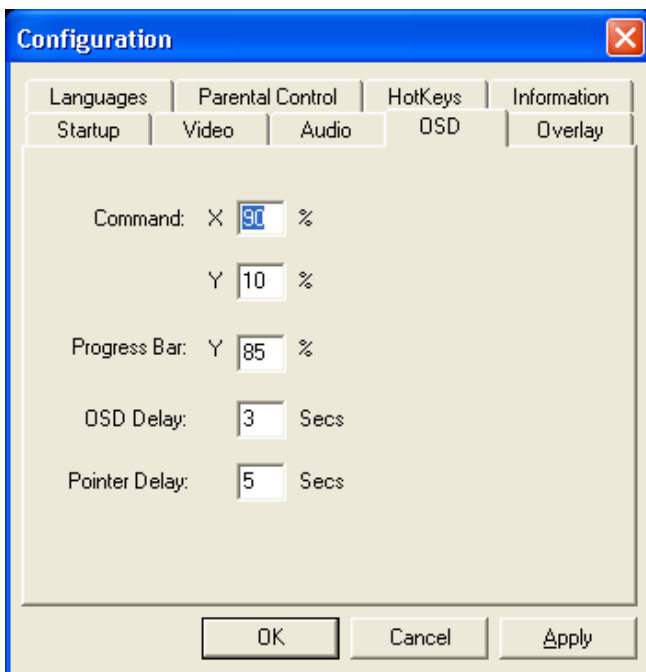 Configuration
Languages Parental Control HotKeys Information
Startup Video Audio OSD Overlay
Command: X 90 %
Y 10 %
Progress Bar: Y 85 %
OSD Delay: 3 Secs
Pointer Delay: 5 Secs
OK Cancel Apply